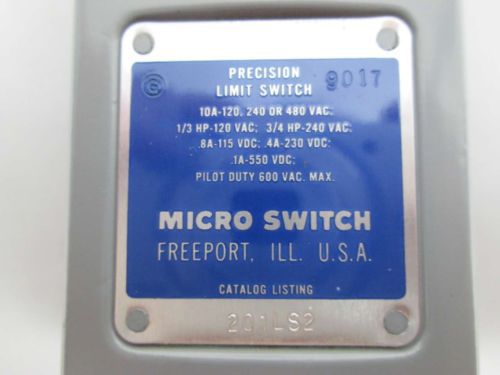 PRECISION
LIMIT SWITCH 9017
10A-120, 240 OR 480 VAC:
1/3 HP-120 VAC; 3/4 HP-240 VAC:
.8A-115 VDC: .4A-230 VDC:
.1A-550 VDC:
PILOT DUTY 600 VAC. MAX.
MICRO SWITCH
FREEPORT, ILL. U.S.A.
CATALOG LISTING
201LS2